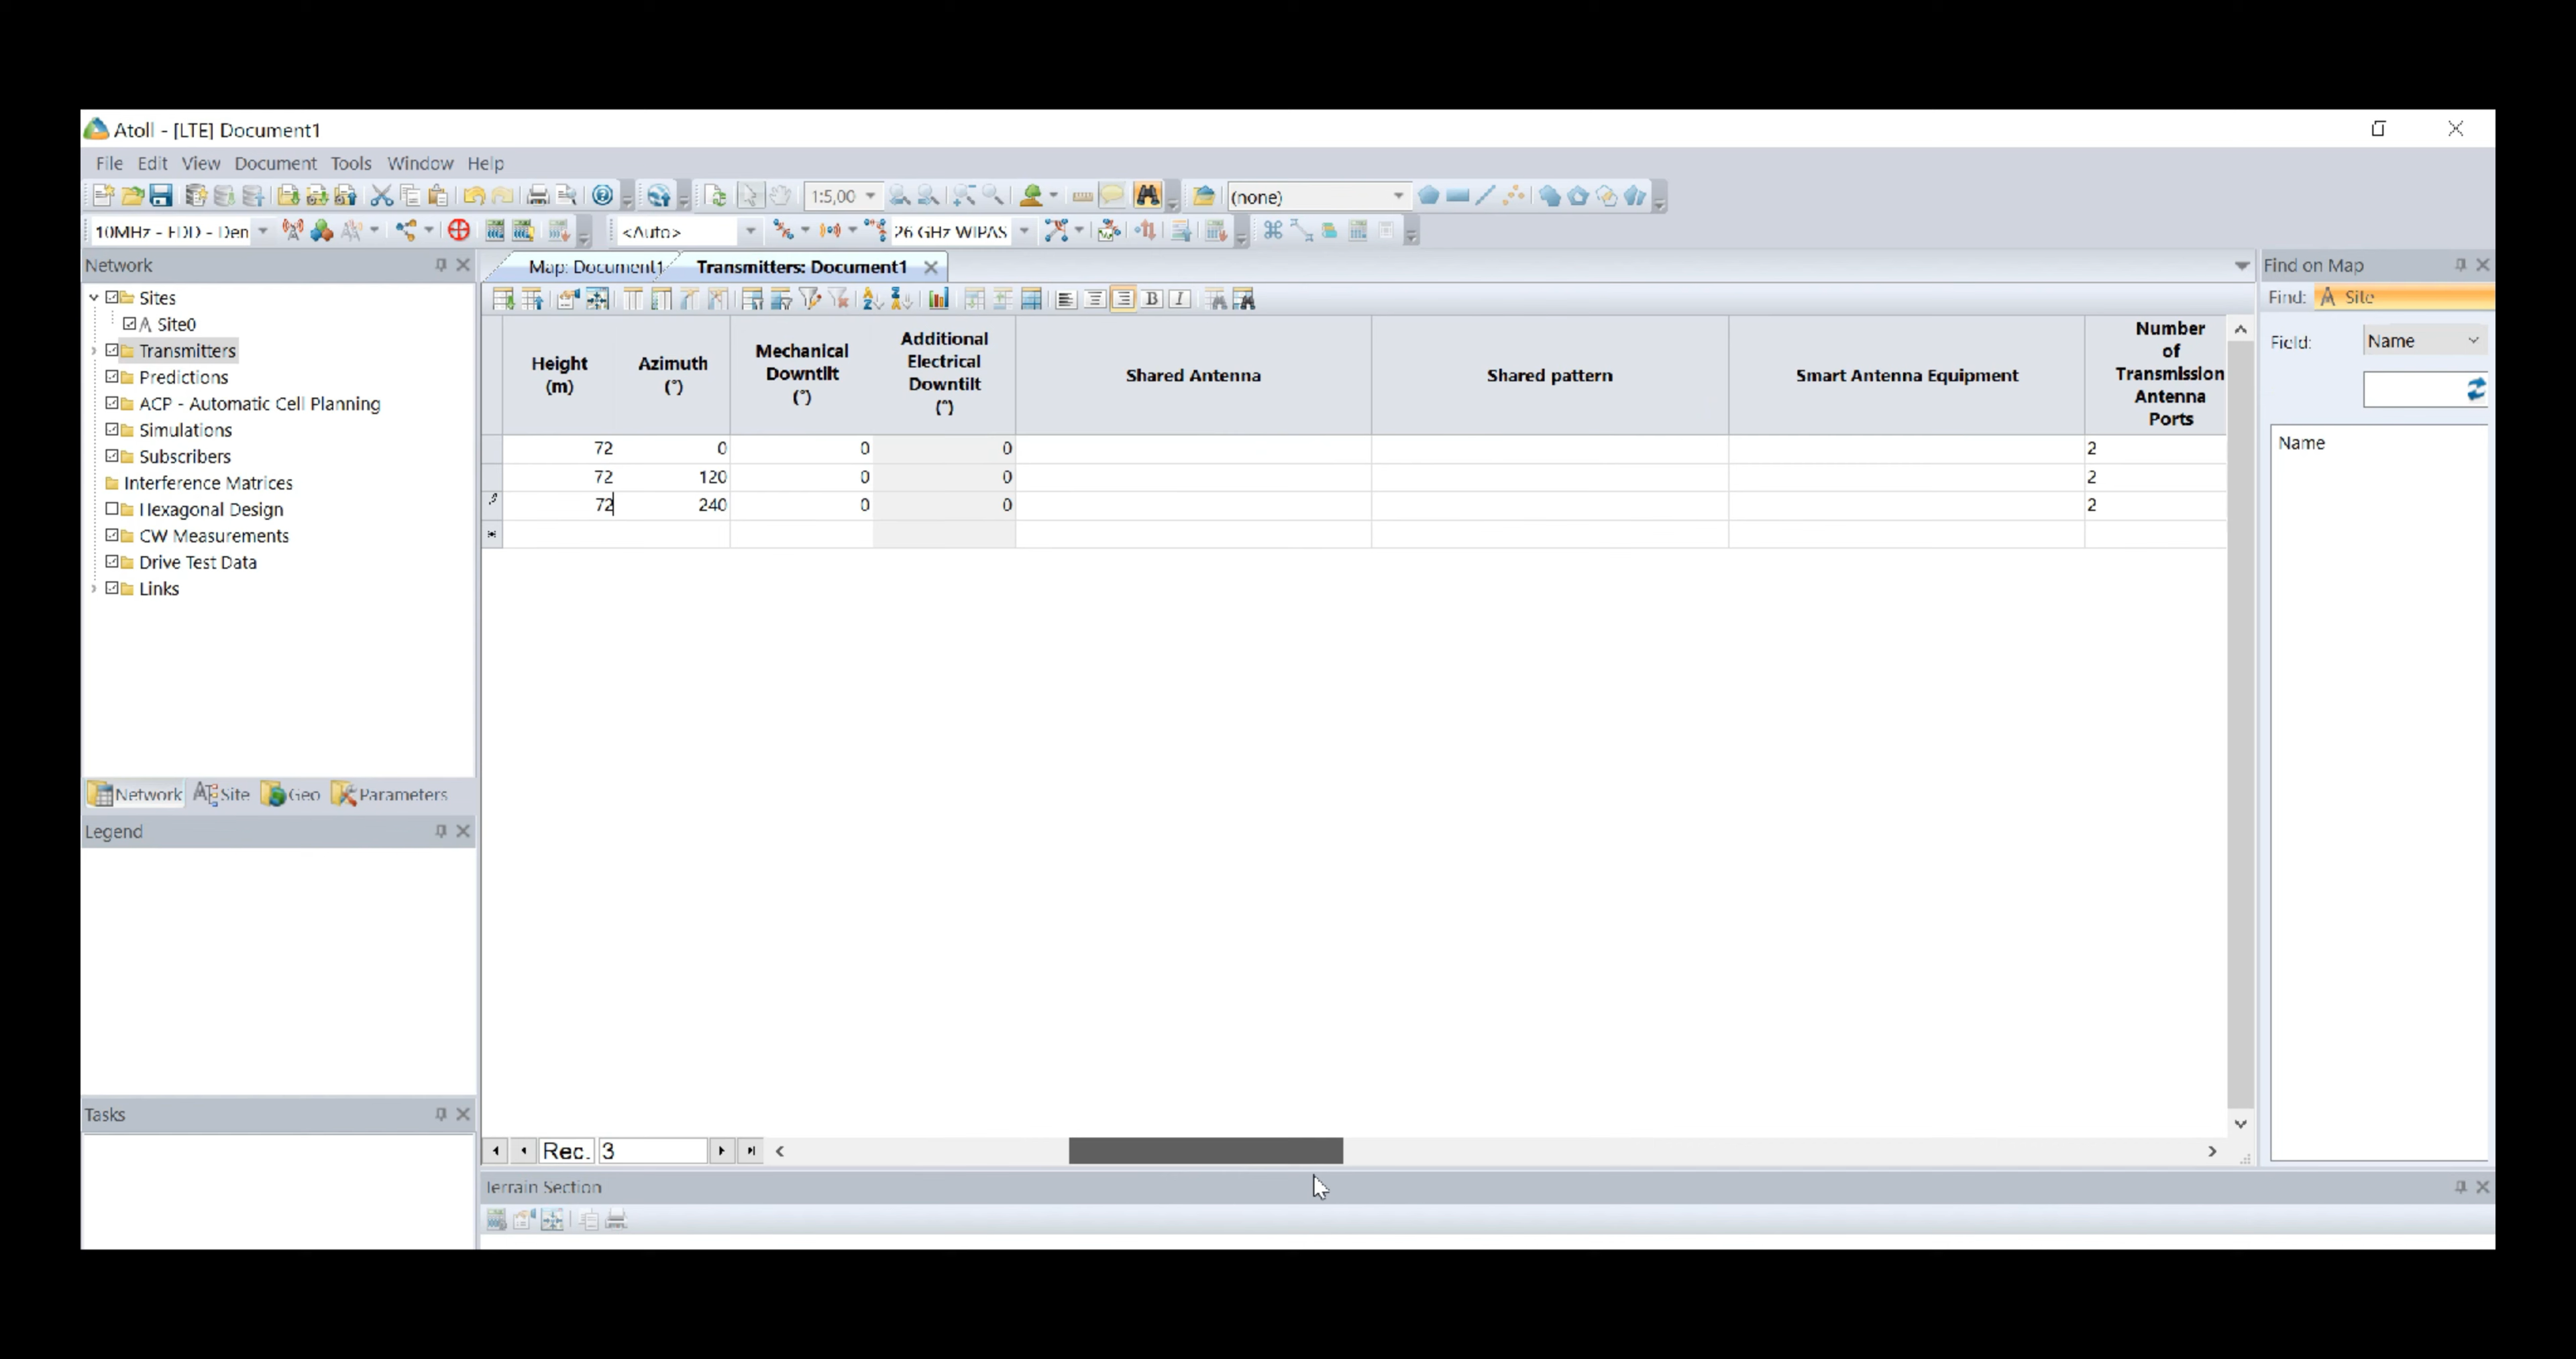 Atoll - [LTE] Document1
File Edit View Document Tools Window Help
1:5,00 (none)
10MHz - FDD - Den <Auto> 26 GHz WIPAS
Network
Sites
Site0
Transmitters
Predictions
ACP - Automatic Cell Planning
Simulations
Subscribers
Interference Matrices
Hexagonal Design
CW Measurements
Drive Test Data
Links
Network Site Geo Parameters
Legend
Tasks
Map: Document1 Transmitters: Document1
Height (m) Azimuth (°) Mechanical Downtilt (°) Additional Electrical Downtilt (°) Shared Antenna Shared pattern Smart Antenna Equipment Number of Transmission Antenna Ports
72 0 0 0 2
72 120 0 0 2
72 240 0 0 2
Rec. 3
Terrain Section
Find on Map
Find: Site
Field: Name
Name